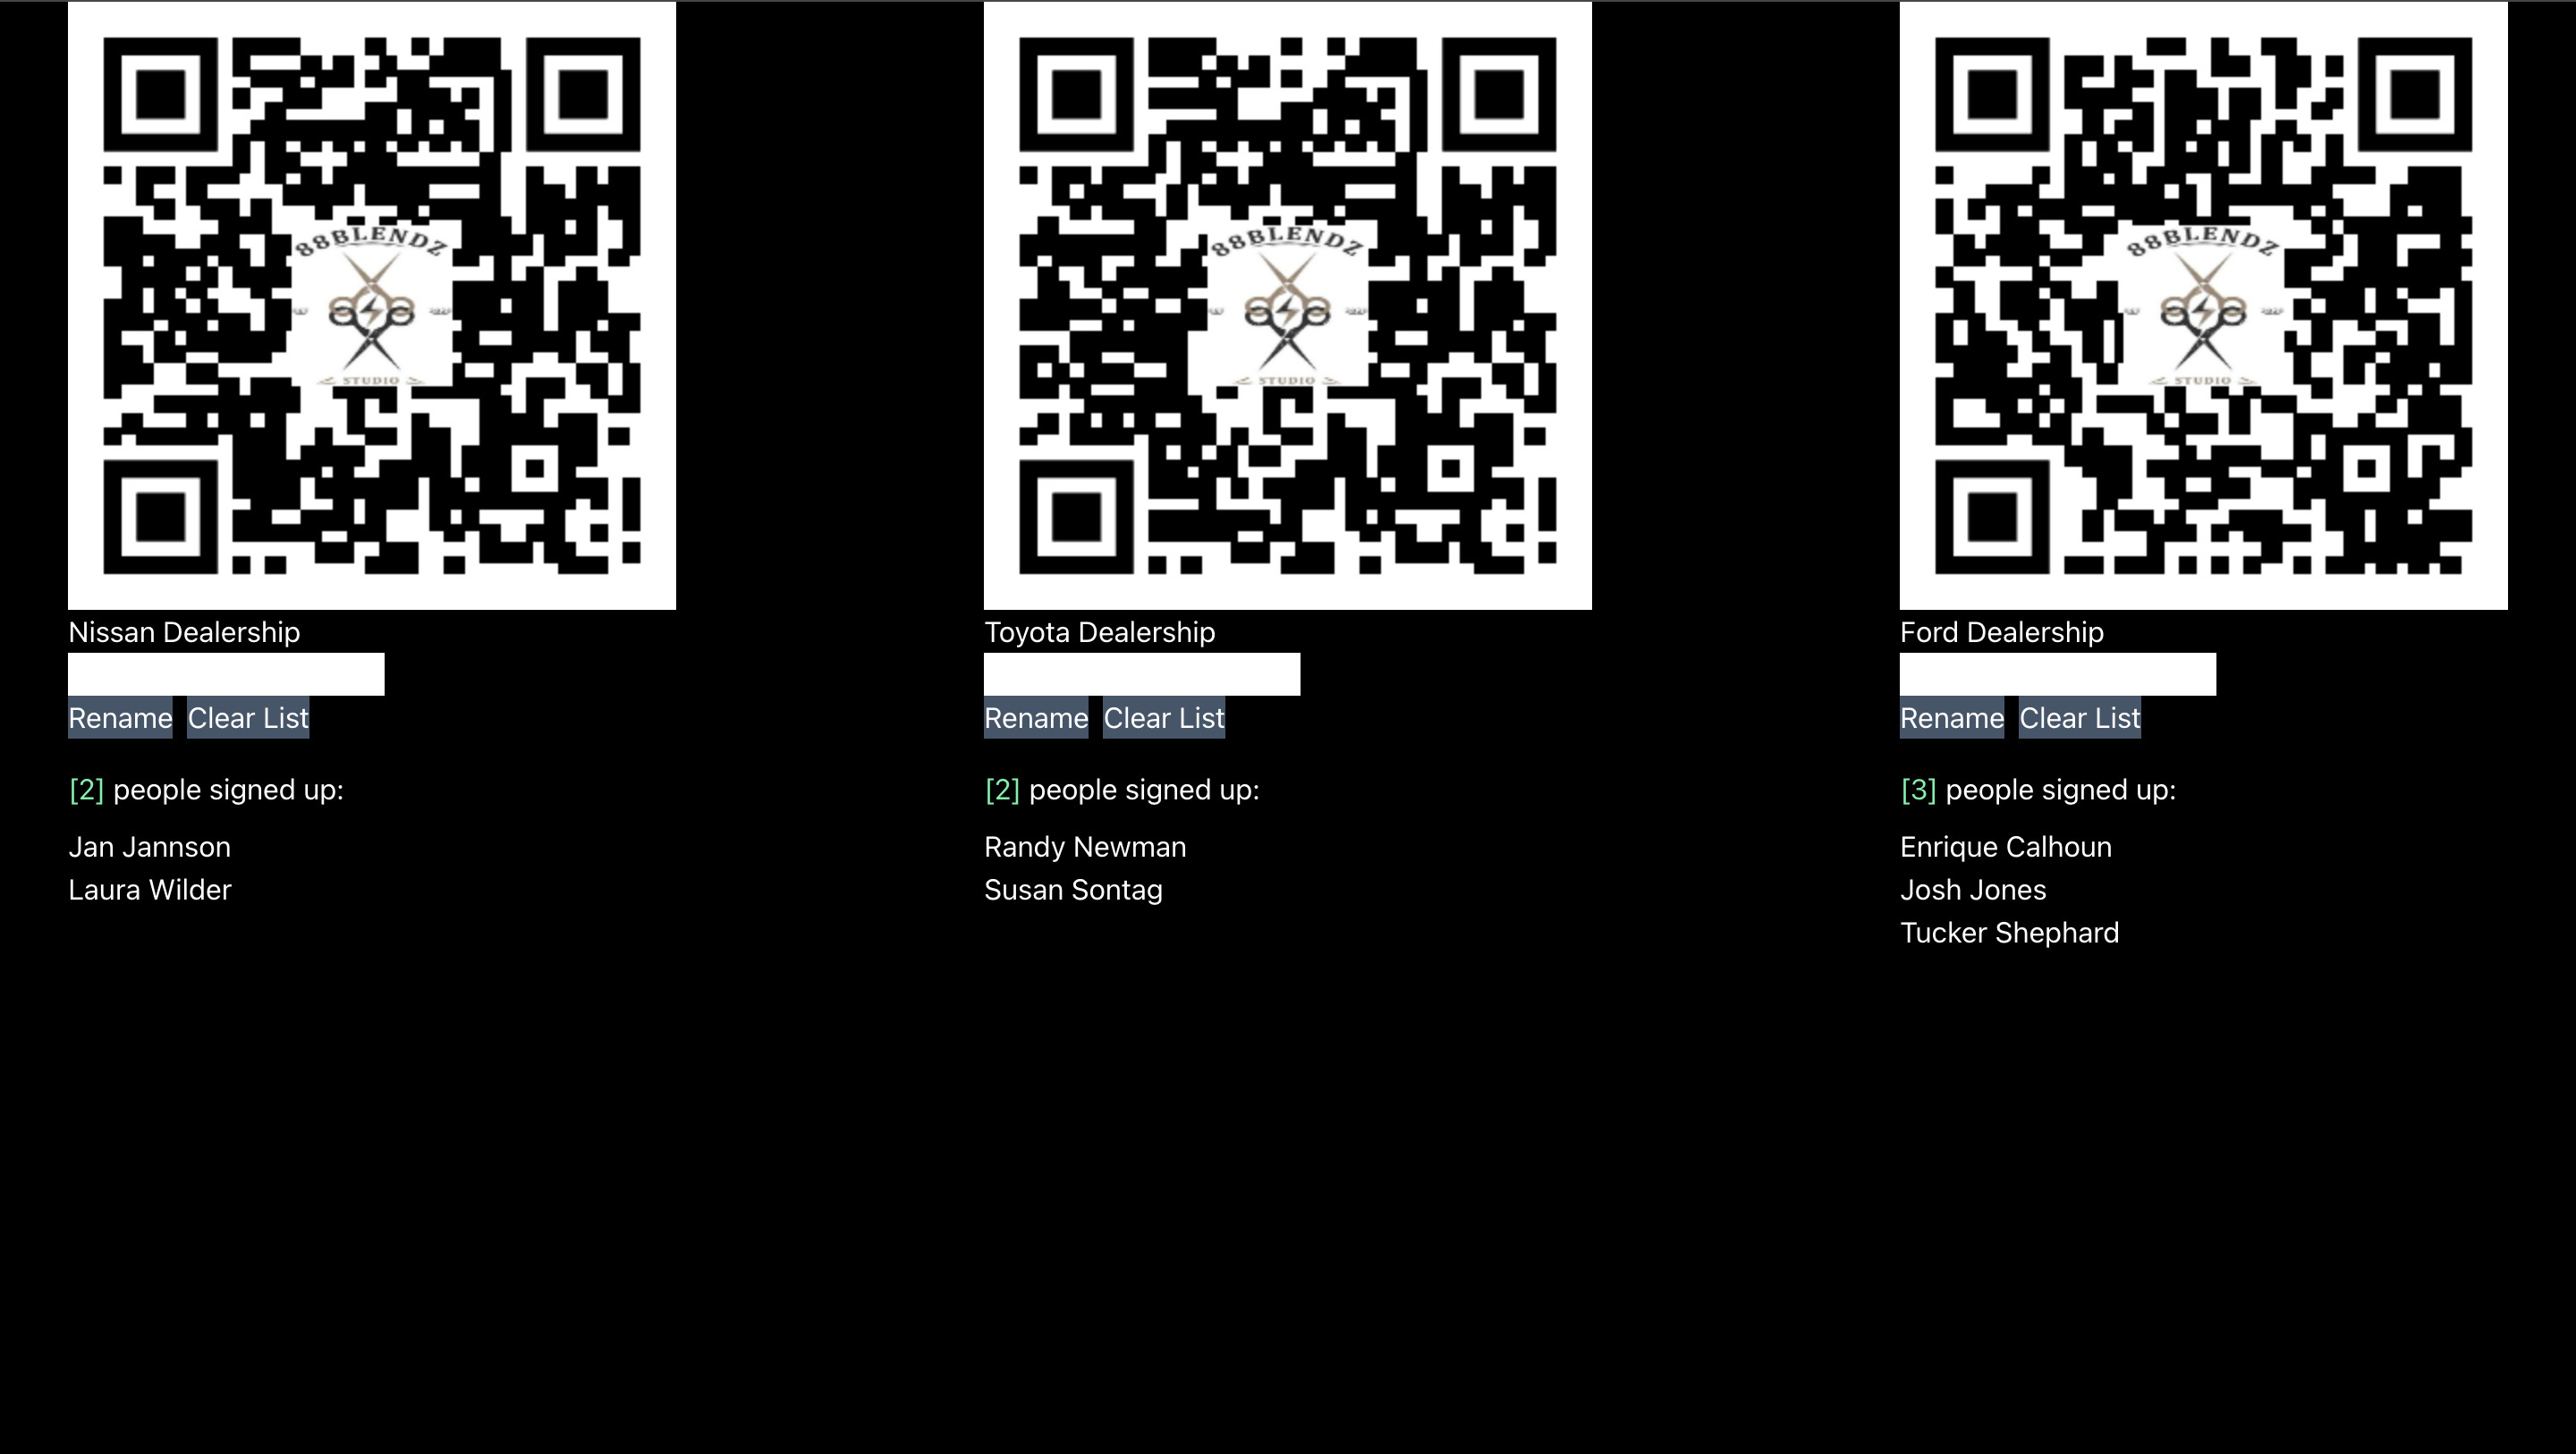 88BLENDZ
STUDIO
Nissan Dealership
Rename Clear List
[2] people signed up:
Jan Jannson
Laura Wilder
88BLENDZ
STUDIO
Toyota Dealership
Rename Clear List
[2] people signed up:
Randy Newman
Susan Sontag
88BLENDZ
STUDIO
Ford Dealership
Rename Clear List
[3] people signed up:
Enrique Calhoun
Josh Jones
Tucker Shephard